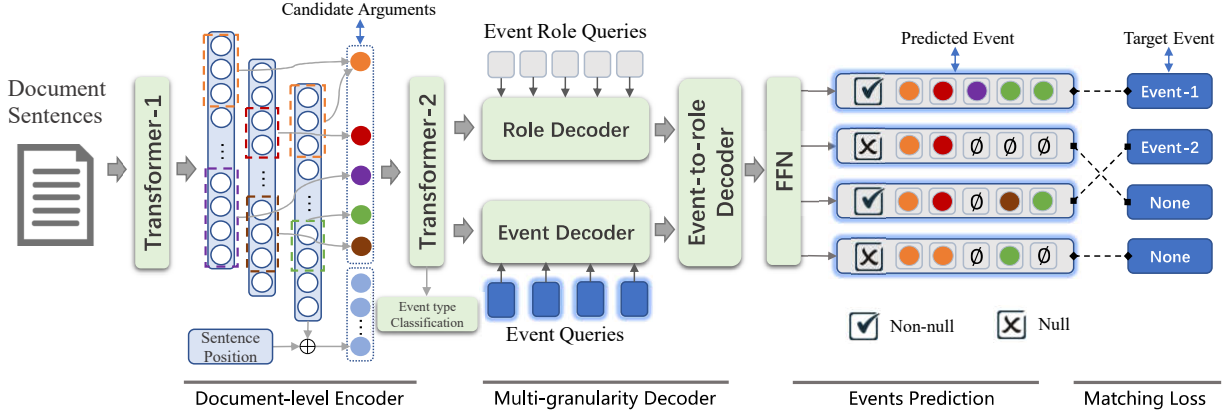 Candidate Arguments
Event Role Queries
Predicted Event
Target Event
Document
Sentences
Transformer-1
Transformer-2
Role Decoder
Event Decoder
Event-to-role
Decoder
FFN
Ø Ø Ø
Ø
Ø Ø
Event-1
Event-2
None
None
Event type
Classification
Event Queries
Non-null
Null
Sentence
Position
Document-level Encoder
Multi-granularity Decoder
Events Prediction
Matching Loss